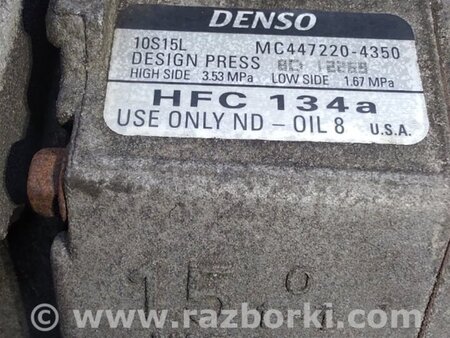 DENSO
10S15L MC447220-4350
DESIGN PRESS
HIGH SIDE 3.53 MPa LOW SIDE 1.67 MPa
HFC 134a
USE ONLY ND-OIL 8 U.S.A.
15
www.razborki.com